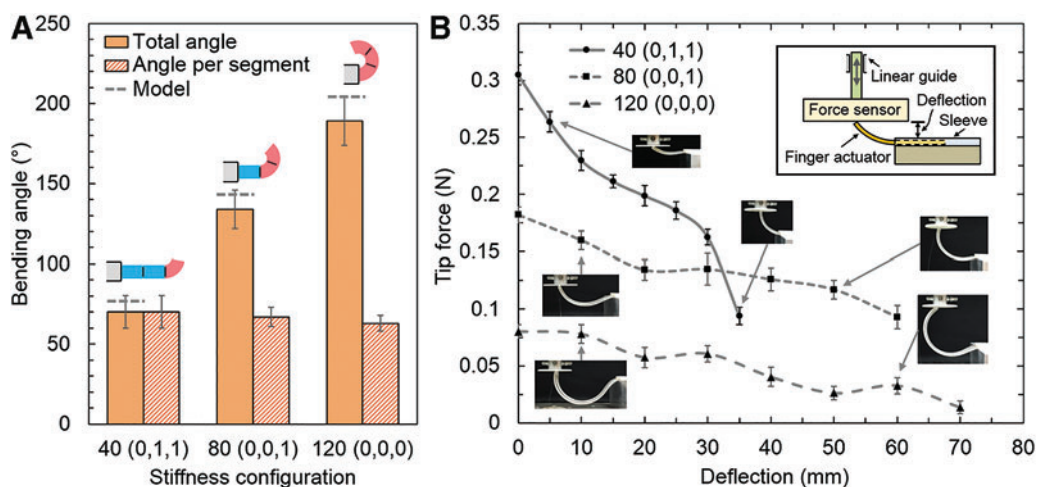 A
250
200
150
100
50
0
Bending angle (°)
Total angle
Angle per segment
Model
40 (0,1,1)
80 (0,0,1)
120 (0,0,0)
Stiffness configuration
B
0.35
0.3
0.25
0.2
0.15
0.1
0.05
0
Tip force (N)
40 (0,1,1)
80 (0,0,1)
120 (0,0,0)
Linear guide
Force sensor
Deflection
Sleeve
Finger actuator
0 10 20 30 40 50 60 70 80
Deflection (mm)